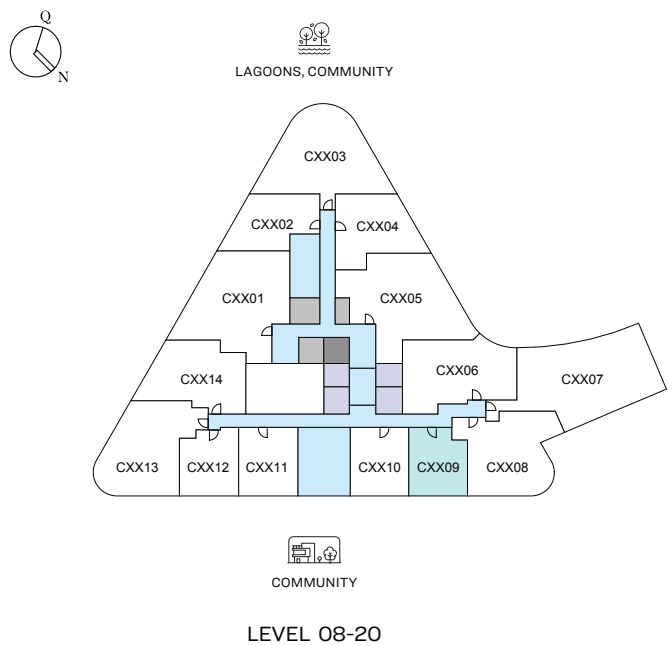 Q
N
LAGOONS, COMMUNITY
CXX03
CXX02
CXX04
CXX01
CXX05
CXX14
CXX06
CXX07
CXX13
CXX12
CXX11
CXX10
CXX09
CXX08
COMMUNITY
LEVEL 08-20